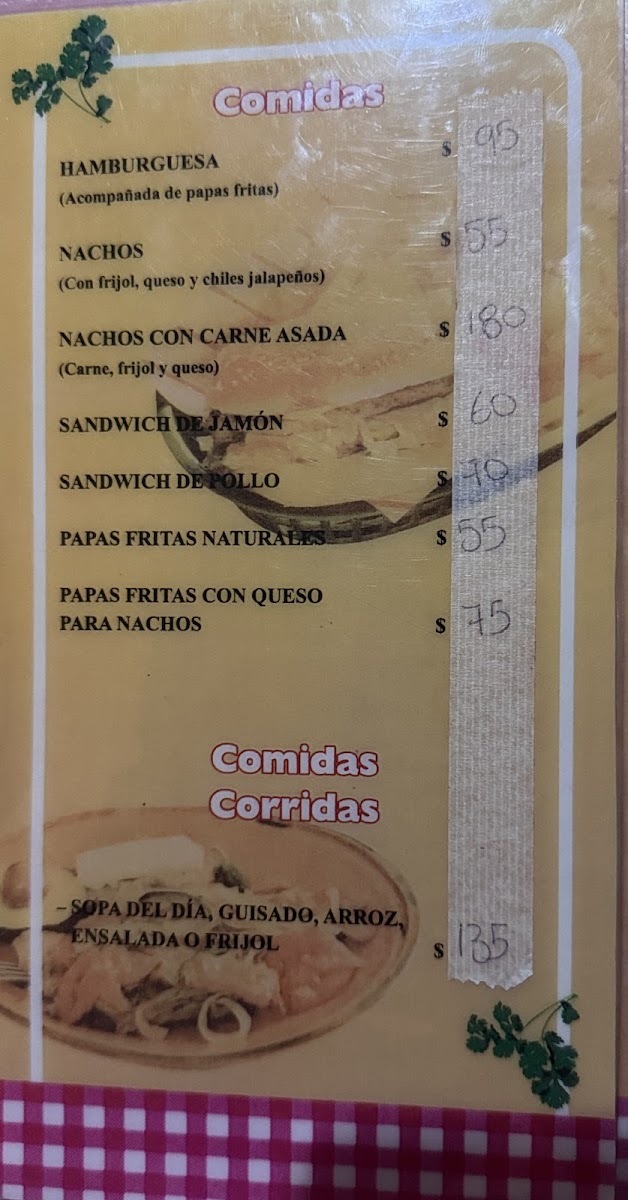 Comidas
HAMBURGUESA $ 95
(Acompañada de papas fritas)
NACHOS $ 55
(Con frijol, queso y chiles jalapeños)
NACHOS CON CARNE ASADA $ 180
(Carne, frijol y queso)
SANDWICH DE JAMÓN $ 60
SANDWICH DE POLLO $ 70
PAPAS FRITAS NATURALES $ 55
PAPAS FRITAS CON QUESO
PARA NACHOS $ 75
Comidas
Corridas
– SOPA DEL DÍA, GUISADO, ARROZ,
ENSALADA O FRIJOL $ 135